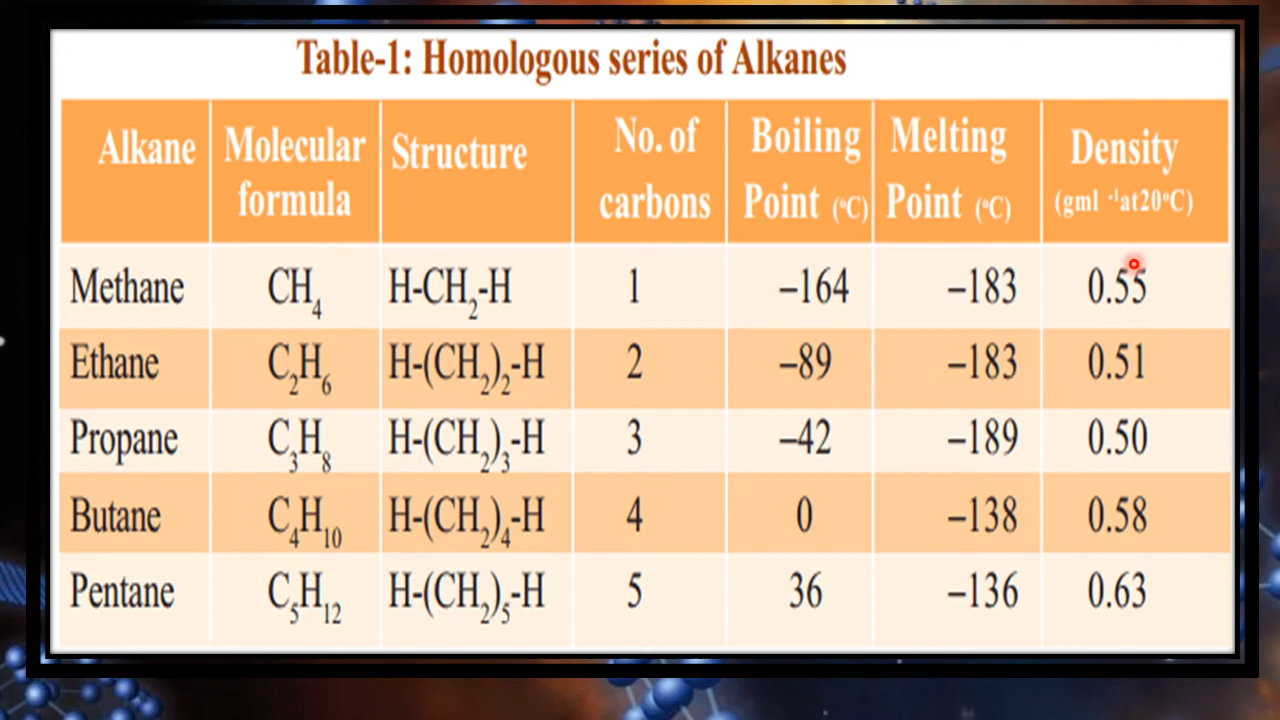 Table-1: Homologous series of Alkanes
Alkane Molecular formula Structure No. of carbons Boiling Point (°C) Melting Point (°C) Density (gml ⁻¹at20°C)
Methane CH₄ H-CH₂-H 1 –164 –183 0.55
Ethane C₂H₆ H-(CH₂)₂-H 2 –89 –183 0.51
Propane C₃H₈ H-(CH₂)₃-H 3 –42 –189 0.50
Butane C₄H₁₀ H-(CH₂)₄-H 4 0 –138 0.58
Pentane C₅H₁₂ H-(CH₂)₅-H 5 36 –136 0.63